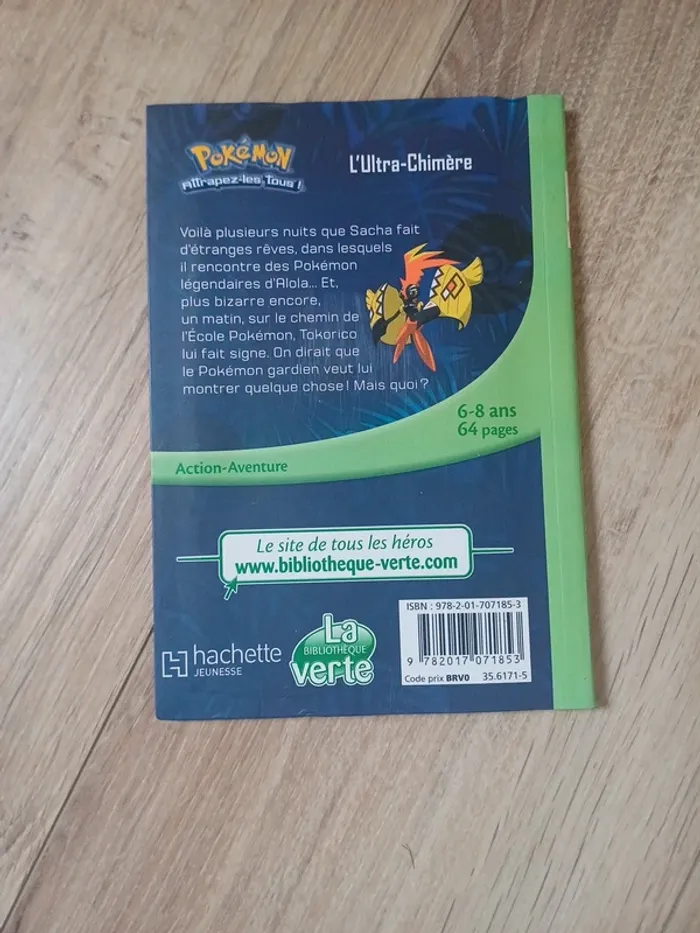 POKÉMON
ATTRAPEZ-LES TOUS !
L'Ultra-Chimère
Voilà plusieurs nuits que Sacha fait
d'étranges rêves, dans lesquels
il rencontre des Pokémon
légendaires d'Alola... Et,
plus bizarre encore,
un matin, sur le chemin de
l'École Pokémon, Tokorico
lui fait signe. On dirait que
le Pokémon gardien veut lui
montrer quelque chose ! Mais quoi ?
6-8 ans
64 pages
Action-Aventure
Le site de tous les héros
www.bibliotheque-verte.com
hachette
JEUNESSE
La
BIBLIOTHÈQUE
verte
ISBN : 978-2-01-707185-3
9 782017 071853
Code prix BRV0 35.6171-5